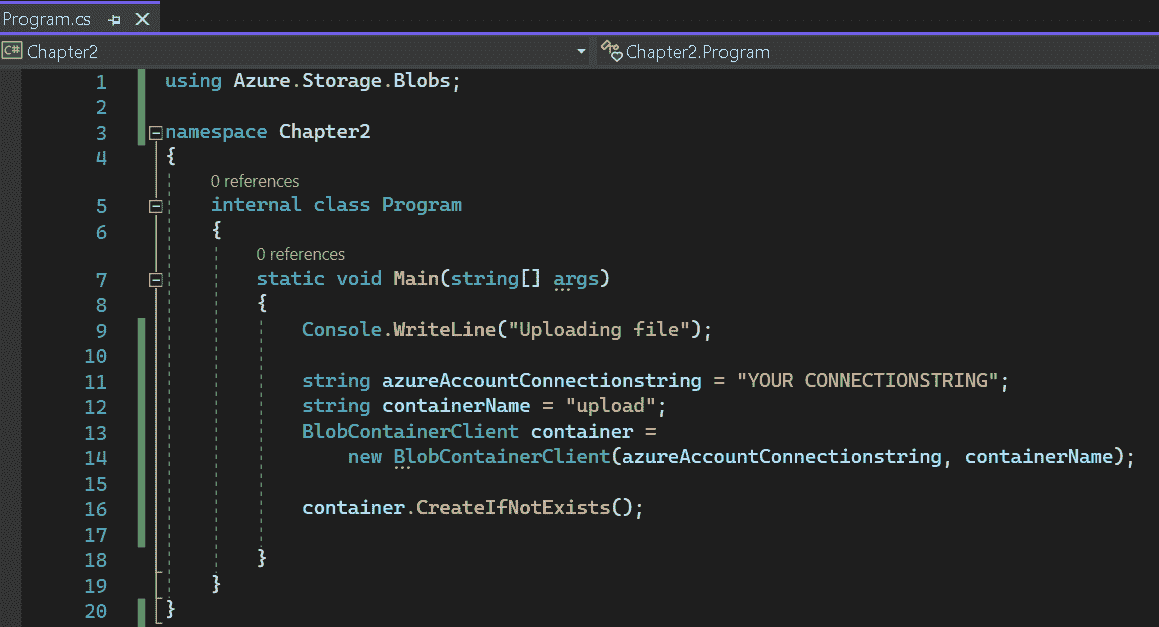 Program.cs
C# Chapter2 Chapter2.Program
1 using Azure.Storage.Blobs;
2
3 namespace Chapter2
4 {
0 references
5 internal class Program
6 {
0 references
7 static void Main(string[] args)
8 {
9 Console.WriteLine("Uploading file");
10
11 string azureAccountConnectionstring = "YOUR CONNECTIONSTRING";
12 string containerName = "upload";
13 BlobContainerClient container =
14 new BlobContainerClient(azureAccountConnectionstring, containerName);
15
16 container.CreateIfNotExists();
17
18 }
19 }
20 }